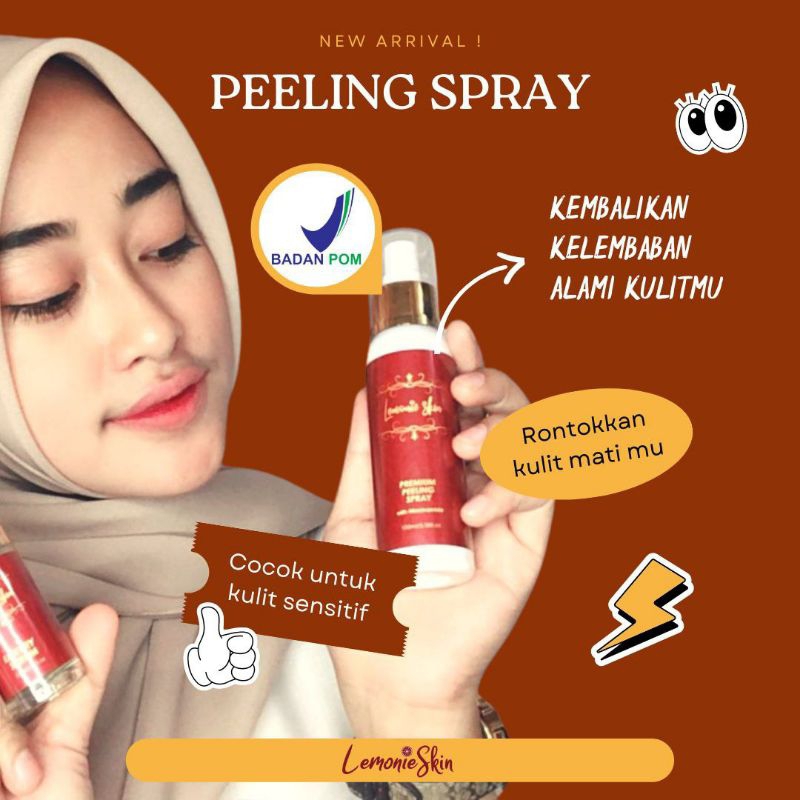 NEW ARRIVAL !
PEELING SPRAY
BADAN POM
KEMBALIKAN
KELEMBABAN
ALAMI KULITMU
Lemonie Skin
PREMIUM
PEELING
SPRAY
Rontokkan
kulit mati mu
Cocok untuk
kulit sensitif
LemonieSkin